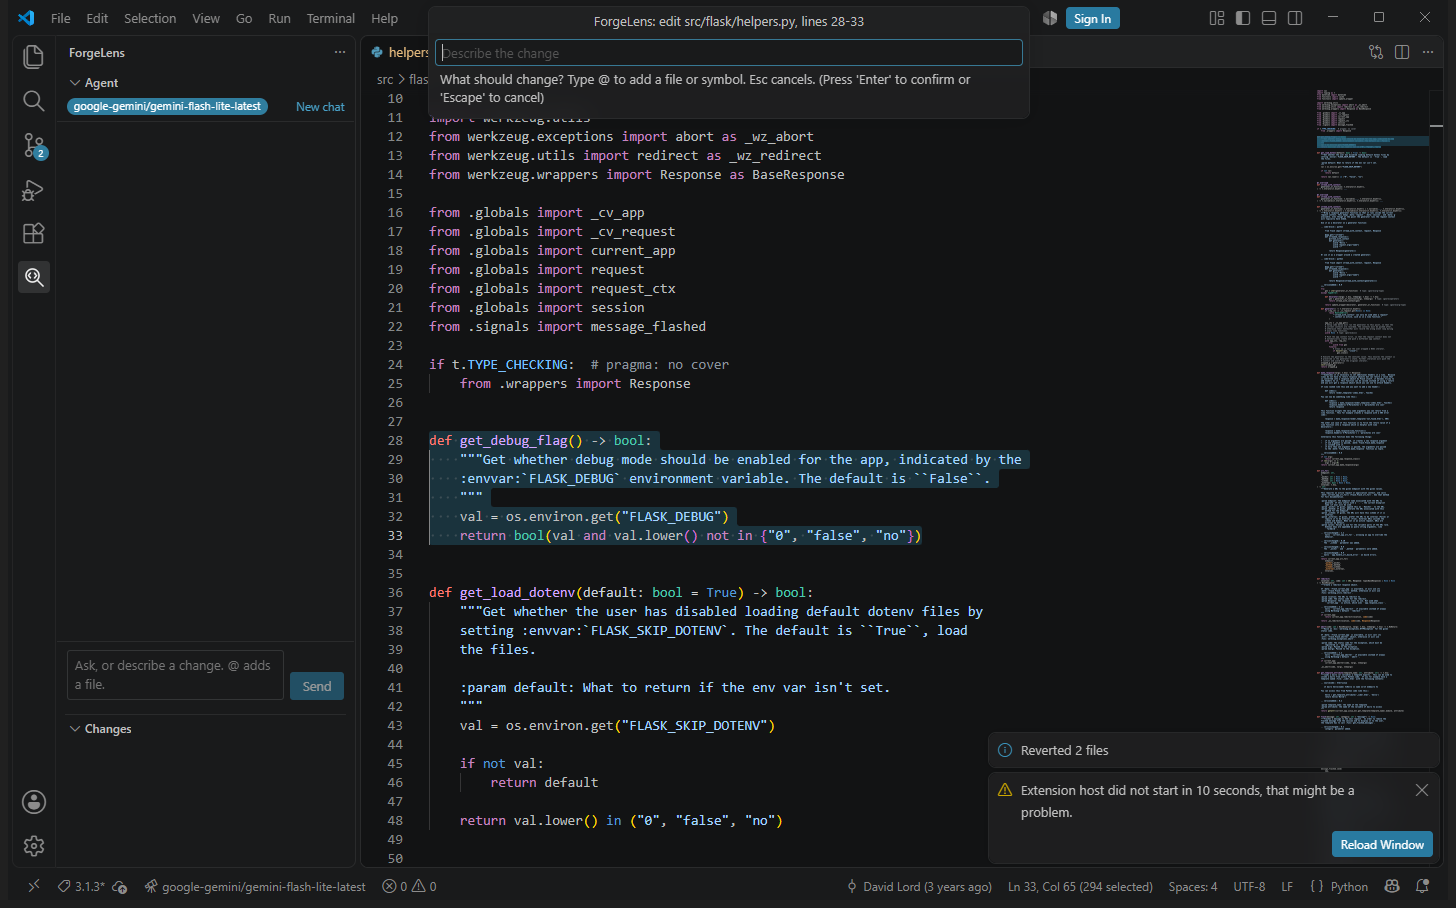 File Edit Selection View Go Run Terminal Help
ForgeLens: edit src/flask/helpers.py, lines 28-33
Sign In
Describe the change
What should change? Type @ to add a file or symbol. Esc cancels. (Press 'Enter' to confirm or
'Escape' to cancel)
ForgeLens
Agent
google-gemini/gemini-flash-lite-latest
New chat
2
Ask, or describe a change. @ adds
a file.
Send
Changes
helpers
src > flas
10
11 import werkzeug.utils
12 from werkzeug.exceptions import abort as _wz_abort
13 from werkzeug.utils import redirect as _wz_redirect
14 from werkzeug.wrappers import Response as BaseResponse
15
16 from .globals import _cv_app
17 from .globals import _cv_request
18 from .globals import current_app
19 from .globals import request
20 from .globals import request_ctx
21 from .globals import session
22 from .signals import message_flashed
23
24 if t.TYPE_CHECKING:  # pragma: no cover
25     from .wrappers import Response
26
27
28 def get_debug_flag() -> bool:
29     """Get whether debug mode should be enabled for the app, indicated by the
30     :envvar:`FLASK_DEBUG` environment variable. The default is ``False``.
31     """
32     val = os.environ.get("FLASK_DEBUG")
33     return bool(val and val.lower() not in {"0", "false", "no"})
34
35
36 def get_load_dotenv(default: bool = True) -> bool:
37     """Get whether the user has disabled loading default dotenv files by
38     setting :envvar:`FLASK_SKIP_DOTENV`. The default is ``True``, load
39     the files.
40
41     :param default: What to return if the env var isn't set.
42     """
43     val = os.environ.get("FLASK_SKIP_DOTENV")
44
45     if not val:
46         return default
47
48     return val.lower() in ("0", "false", "no")
49
50
Reverted 2 files
Extension host did not start in 10 seconds, that might be a
problem.
Reload Window
3.1.3* google-gemini/gemini-flash-lite-latest 0 0 David Lord (3 years ago) Ln 33, Col 65 (294 selected) Spaces: 4 UTF-8 LF {} Python